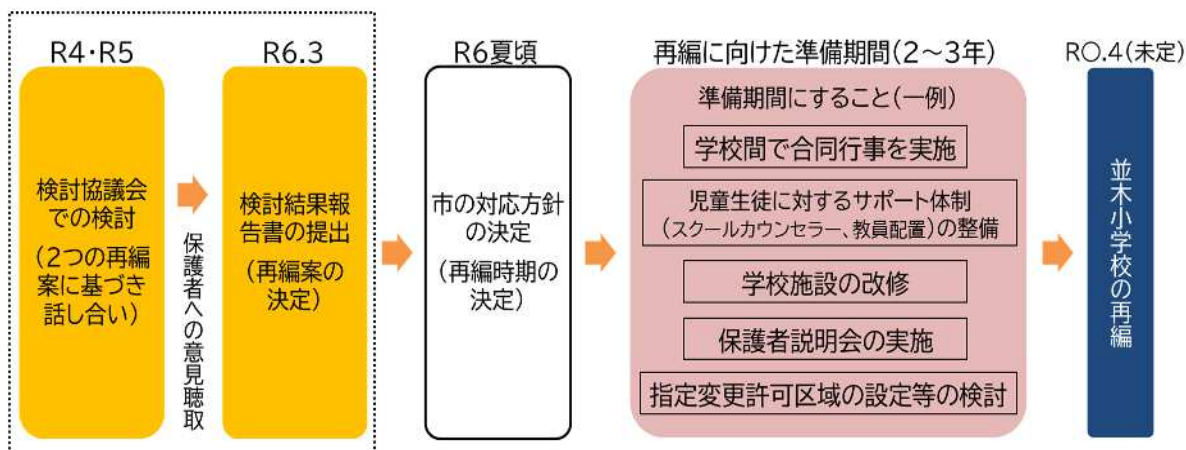 R4・R5
検討協議会
での検討
(2つの再編
案に基づき
話し合い)
保護者への意見聴取
R6.3
検討結果報
告書の提出
(再編案の
決定)
R6夏頃
市の対応方針
の決定
(再編時期の
決定)
再編に向けた準備期間(2～3年)
準備期間にすること(一例)
学校間で合同行事を実施
児童生徒に対するサポート体制
(スクールカウンセラー、教員配置)の整備
学校施設の改修
保護者説明会の実施
指定変更許可区域の設定等の検討
R〇.4(未定)
並木小学校の再編